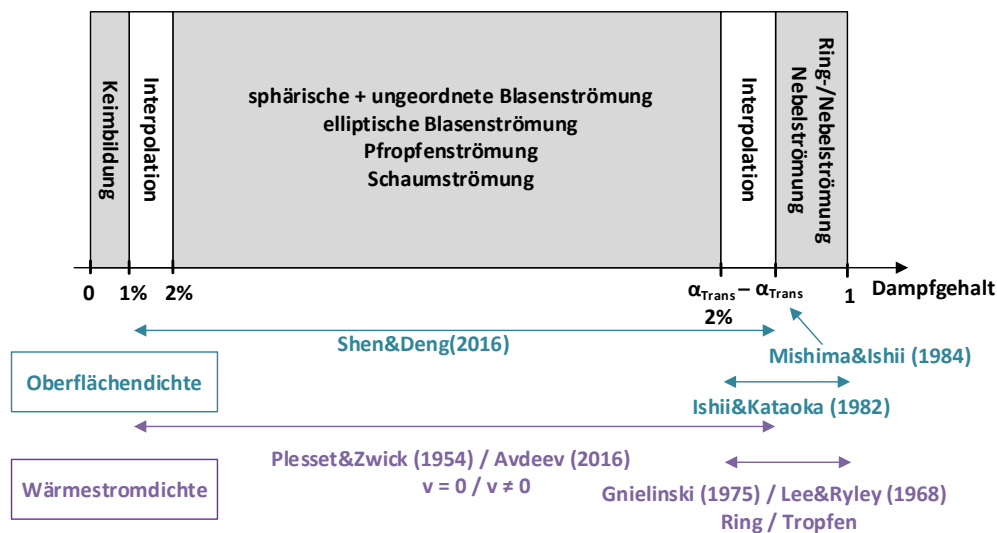 Keimbildung
Interpolation
sphärische + ungeordnete Blasenströmung
elliptische Blasenströmung
Pfropfenströmung
Schaumströmung
Interpolation
Ring-/Nebelströmung
Nebelströmung
0
1%
2%
αTrans –
2%
αTrans
1
Dampfgehalt
Shen&Deng(2016)
Mishima&Ishii (1984)
Oberflächendichte
Ishii&Kataoka (1982)
Plesset&Zwick (1954) / Avdeev (2016)
v = 0 / v ≠ 0
Wärmestromdichte
Gnielinski (1975) / Lee&Ryley (1968)
Ring / Tropfen